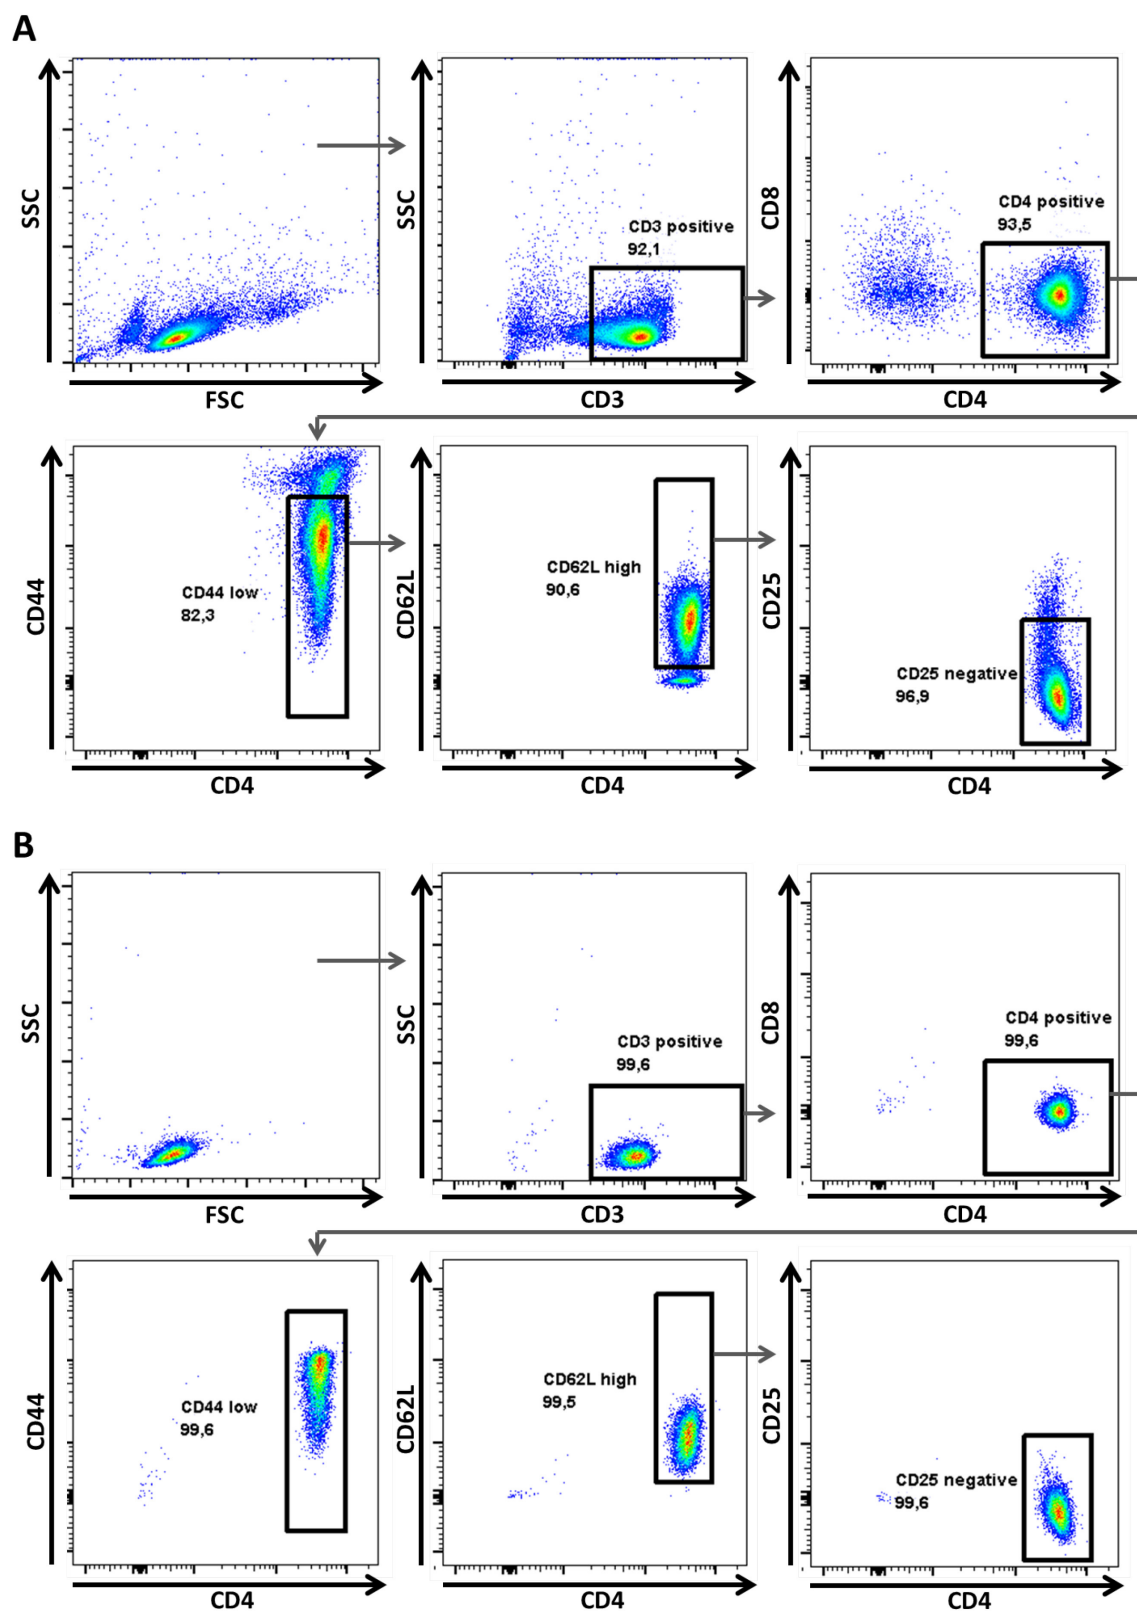 A
SSC
FSC
SSC
CD3 positive
92,1
CD3
CD8
CD4 positive
93,5
CD4
CD44
CD44 low
82,3
CD4
CD62L
CD62L high
90,6
CD4
CD25
CD25 negative
96,9
CD4
B
SSC
FSC
SSC
CD3 positive
99,6
CD3
CD8
CD4 positive
99,6
CD4
CD44
CD44 low
99,6
CD4
CD62L
CD62L high
99,5
CD4
CD25
CD25 negative
99,6
CD4